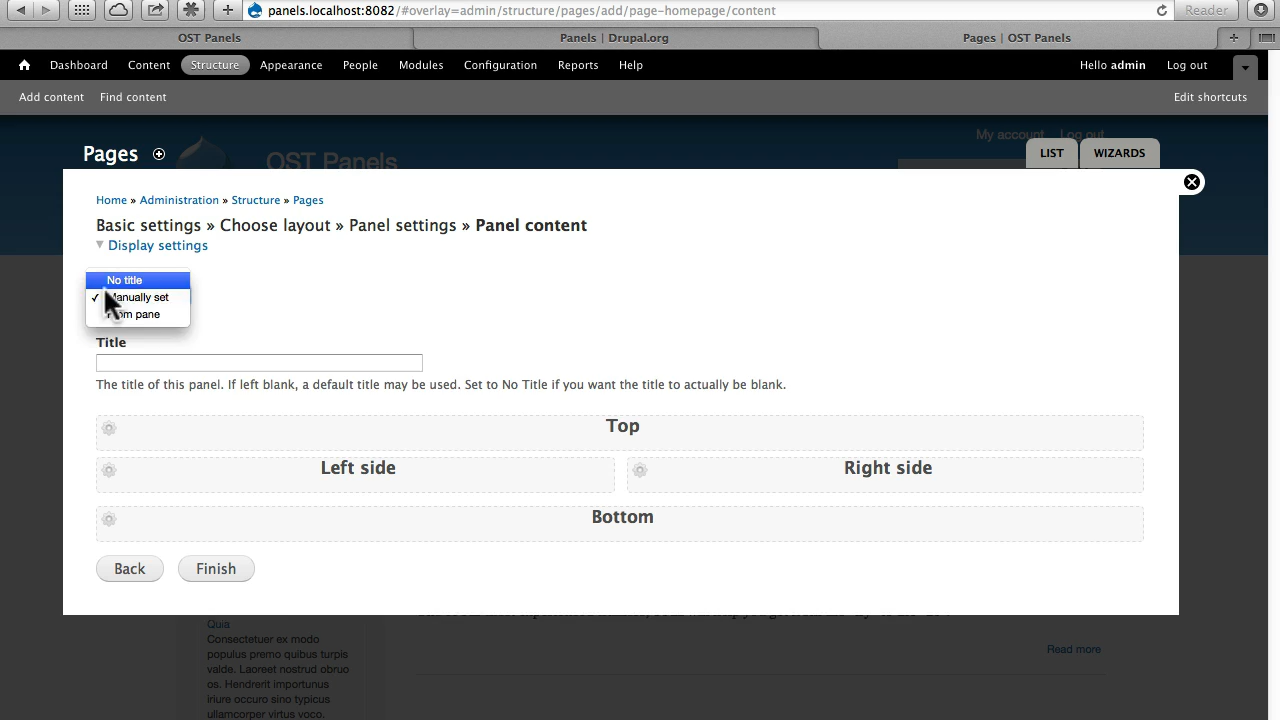 panels.localhost:8082/#overlay=admin/structure/pages/add/page-homepage/content
Reader
OST Panels
Panels | Drupal.org
Pages | OST Panels
Dashboard Content Structure Appearance People Modules Configuration Reports Help
Hello admin Log out
Add content Find content
Edit shortcuts
My account Log out
Pages
OST Panels
LIST WIZARDS
Home » Administration » Structure » Pages
Basic settings » Choose layout » Panel settings » Panel content
Display settings
No title
✓ Manually set
From pane
Title
The title of this panel. If left blank, a default title may be used. Set to No Title if you want the title to actually be blank.
Top
Left side
Right side
Bottom
Back Finish
Quia
Consectetuer ex modo
populus premo quibus turpis
valde. Laoreet nostrud obruo
os. Hendrerit importunus
iriure occuro sino typicus
ullamcorper virtus voco.
Read more